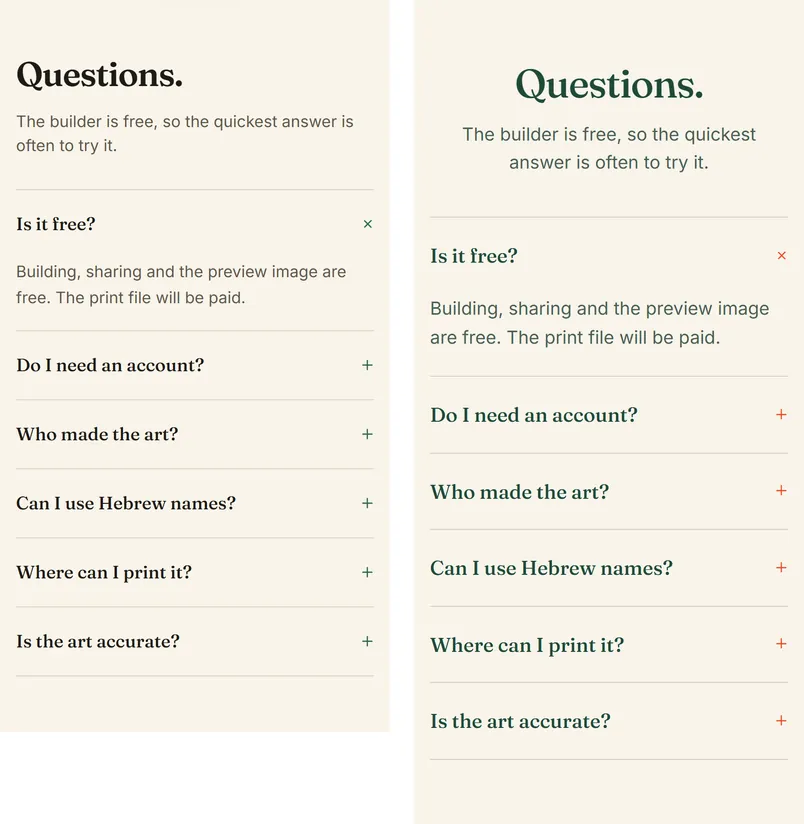 Questions.
The builder is free, so the quickest answer is
often to try it.
Is it free?
Building, sharing and the preview image are
free. The print file will be paid.
Do I need an account?
Who made the art?
Can I use Hebrew names?
Where can I print it?
Is the art accurate?
Questions.
The builder is free, so the quickest
answer is often to try it.
Is it free?
Building, sharing and the preview image
are free. The print file will be paid.
Do I need an account?
Who made the art?
Can I use Hebrew names?
Where can I print it?
Is the art accurate?